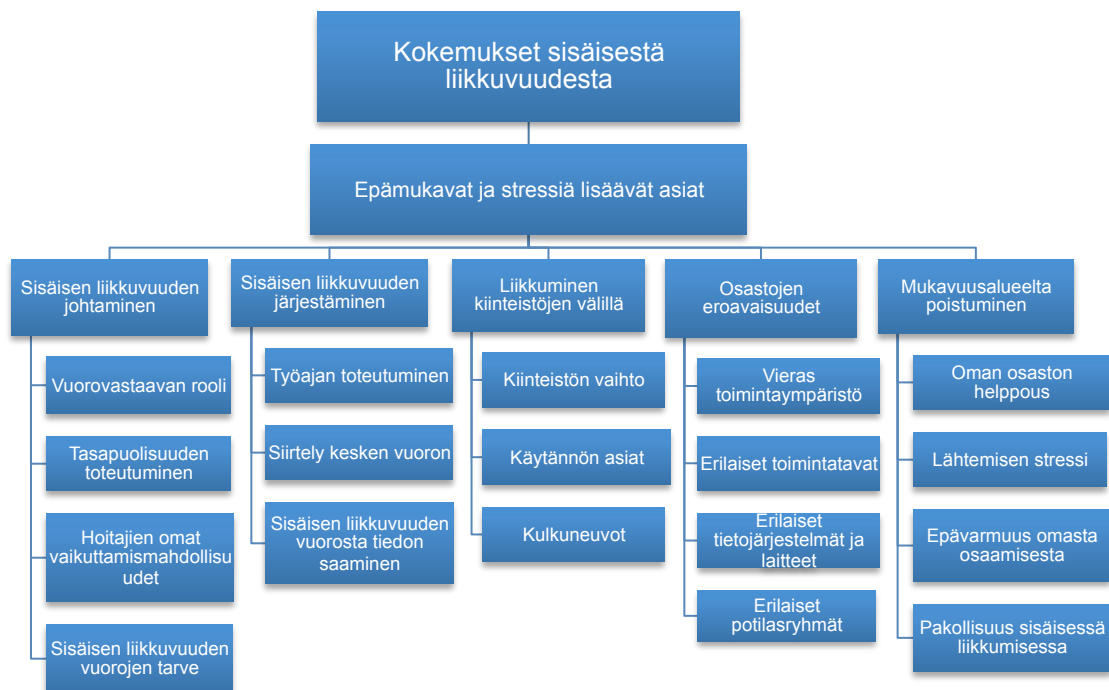 Kokemukset sisäisestä
liikkuvuudesta
Epämukavat ja stressiä lisäävät asiat
Sisäisen liikkuvuuden
johtaminen
Vuorovastaavan rooli
Tasapuolisuuden
toteutuminen
Hoitajien omat
vaikuttamismahdollisu
udet
Sisäisen liikkuvuuden
vuorojen tarve
Sisäisen liikkuvuuden
järjestäminen
Työajan toteutuminen
Siirtely kesken vuoron
Sisäisen liikkuvuuden
vuorosta tiedon
saaminen
Liikkuminen
kiinteistöjen välillä
Kiinteistön vaihto
Käytännön asiat
Kulkuneuvot
Osastojen
eroavaisuudet
Vieras
toimintaympäristö
Erilaiset toimintatavat
Erilaiset
tietojärjestelmät ja
laitteet
Erilaiset
potilasryhmät
Mukavuusalueelta
poistuminen
Oman osaston
helppous
Lähtemisen stressi
Epävarmuus omasta
osaamisesta
Pakollisuus sisäisessä
liikkumisessa